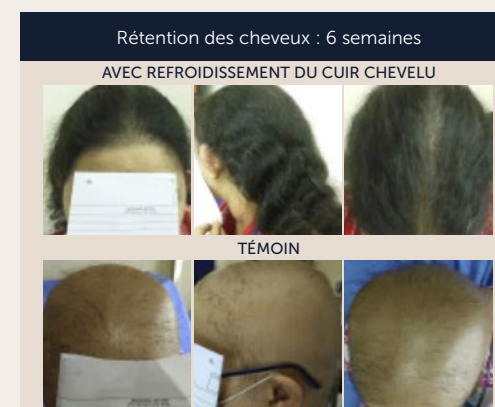 Rétention des cheveux : 6 semaines
AVEC REFROIDISSEMENT DU CUIR CHEVELU
TÉMOIN